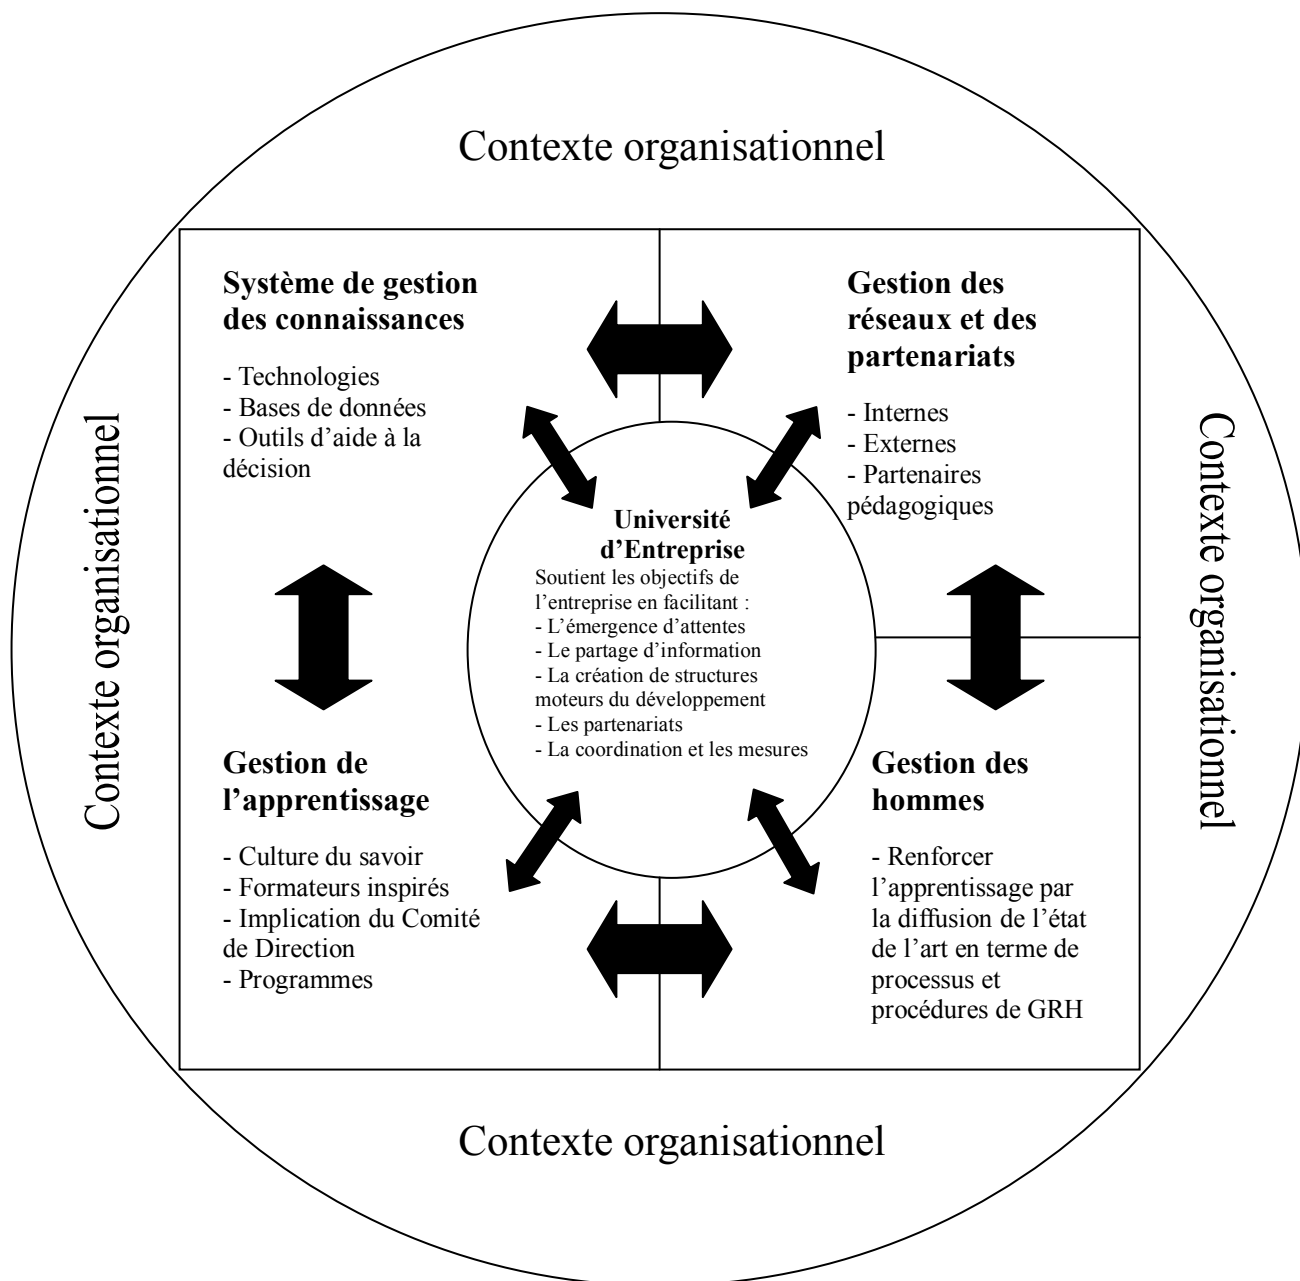 Contexte organisationnel
Système de gestion
des connaissances
- Technologies
- Bases de données
- Outils d’aide à la
décision
Gestion des
réseaux et des
partenariats
- Internes
- Externes
- Partenaires
pédagogiques
Contexte organisationnel
Université
d’Entreprise
Soutient les objectifs de
l’entreprise en facilitant :
- L’émergence d’attentes
- Le partage d’information
- La création de structures
moteurs du développement
- Les partenariats
- La coordination et les mesures
Contexte organisationnel
Gestion de
l’apprentissage
- Culture du savoir
- Formateurs inspirés
- Implication du Comité
de Direction
- Programmes
Gestion des
hommes
- Renforcer
l’apprentissage par
la diffusion de l’état
de l’art en terme de
processus et
procédures de GRH
Contexte organisationnel